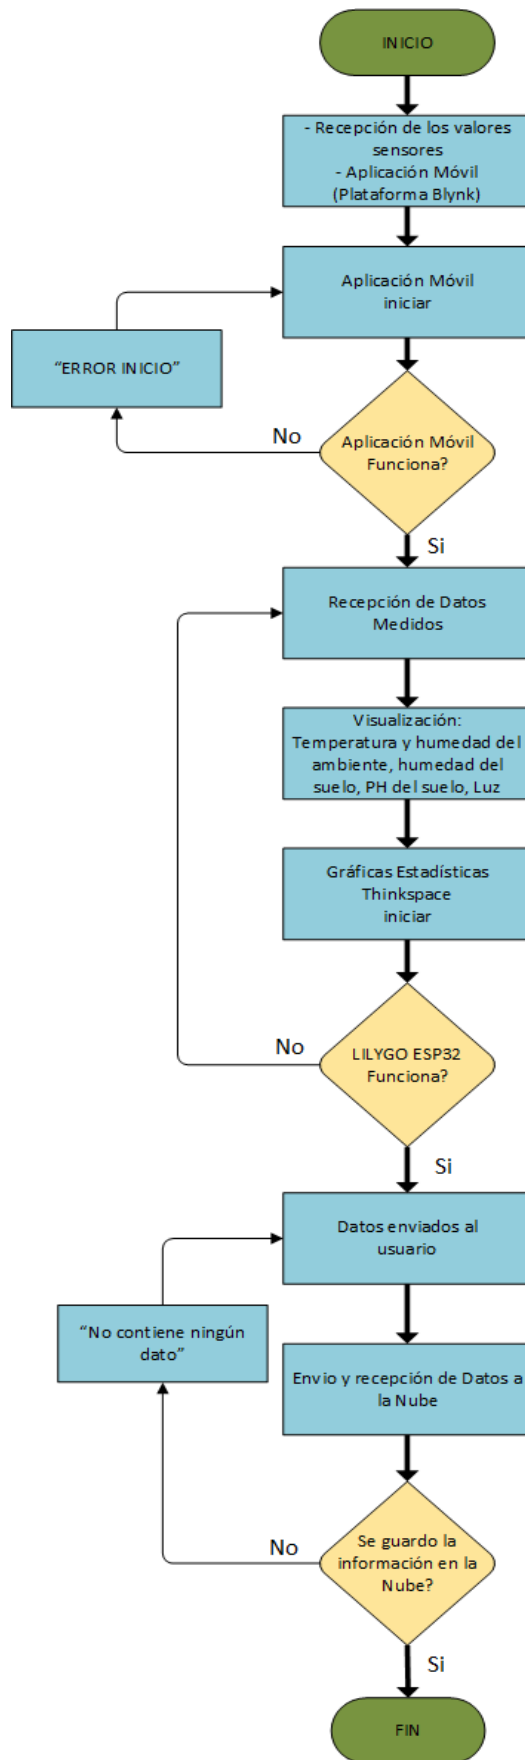 INICIO
- Recepción de los valores
sensores
- Aplicación Móvil
(Plataforma Blynk)
Aplicación Móvil
iniciar
“ERROR INICIO”
No
Aplicación Móvil
Funciona?
Si
Recepción de Datos
Medidos
Visualización:
Temperatura y humedad del
ambiente, humedad del
suelo, PH del suelo, Luz
Gráficas Estadísticas
Thinkspace
iniciar
No
LILYGO ESP32
Funciona?
Si
Datos enviados al
usuario
“No contiene ningún
dato”
Envio y recepción de Datos a
la Nube
No
Se guardo la
información en la
Nube?
Si
FIN